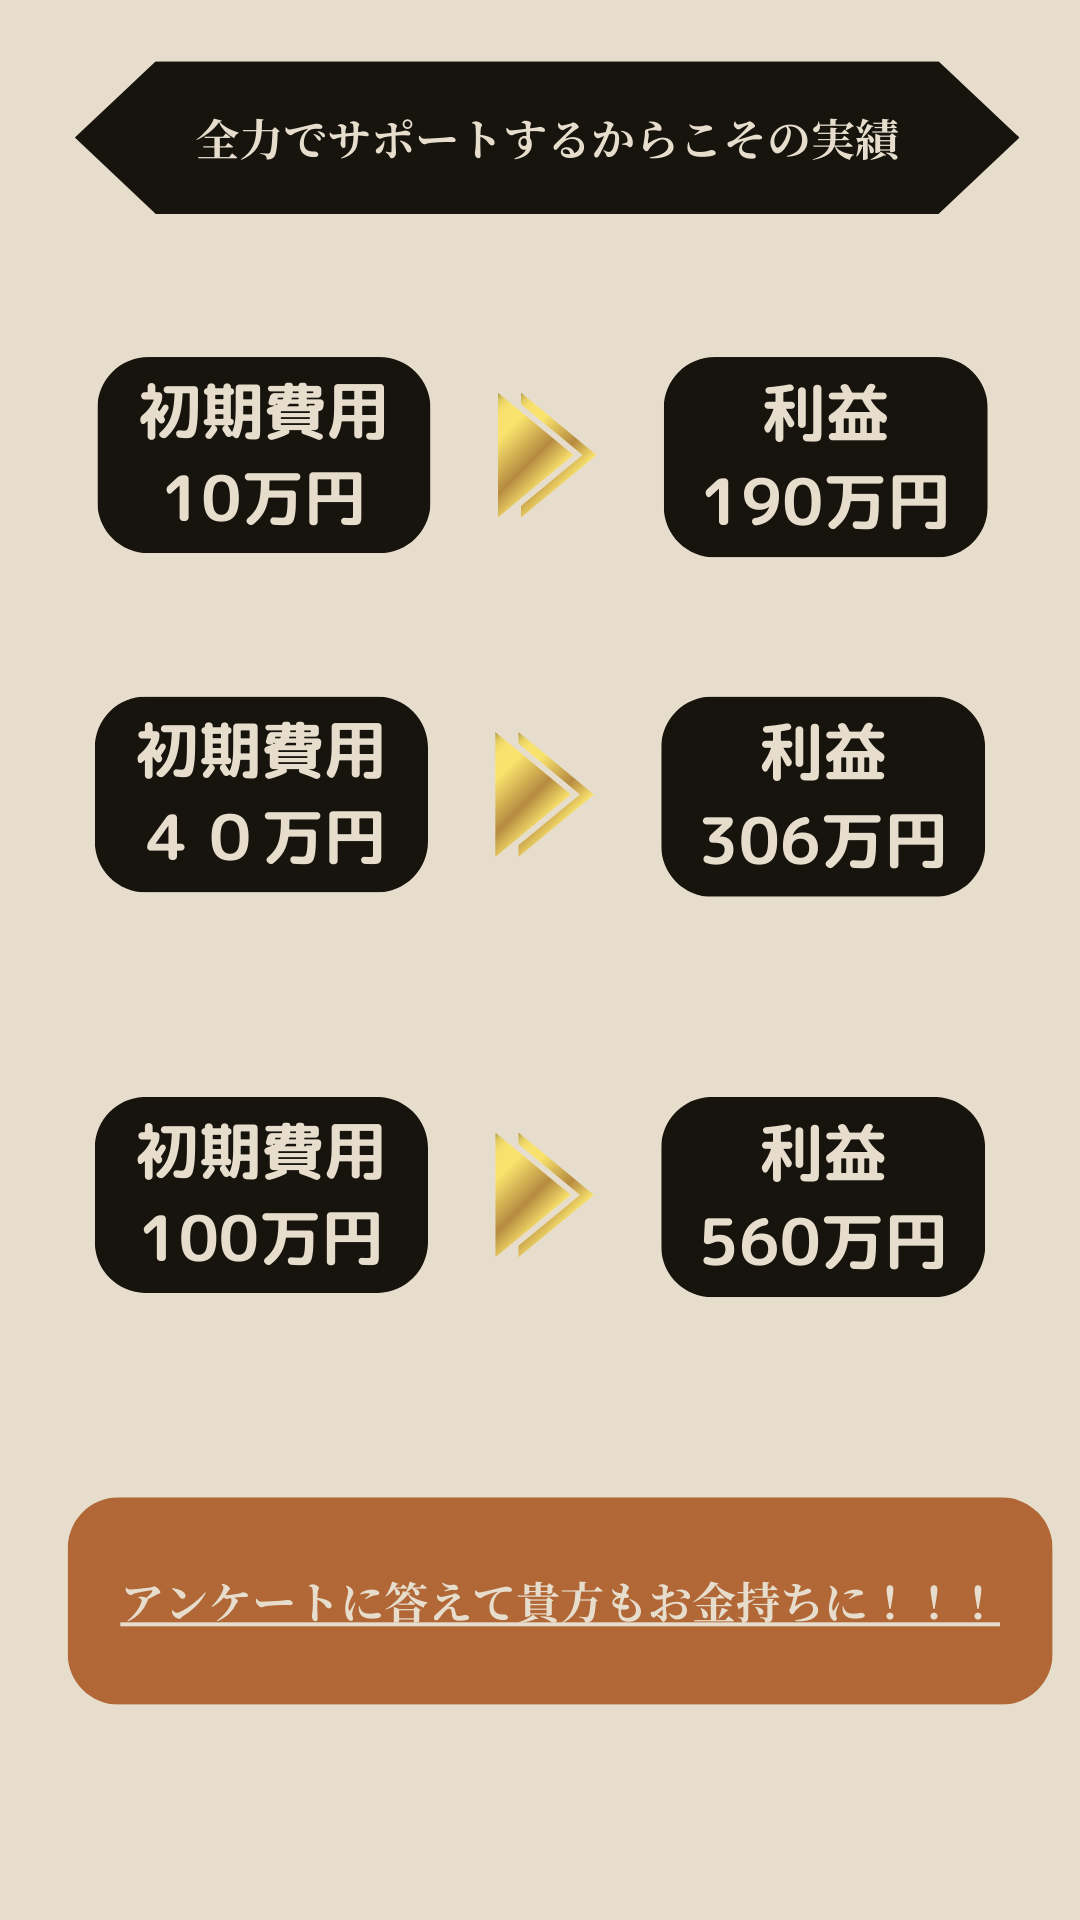 全力でサポートするからこその実績
初期費用
10万円
利益
190万円
初期費用
４０万円
利益
306万円
初期費用
100万円
利益
560万円
アンケートに答えて貴方もお金持ちに！！！